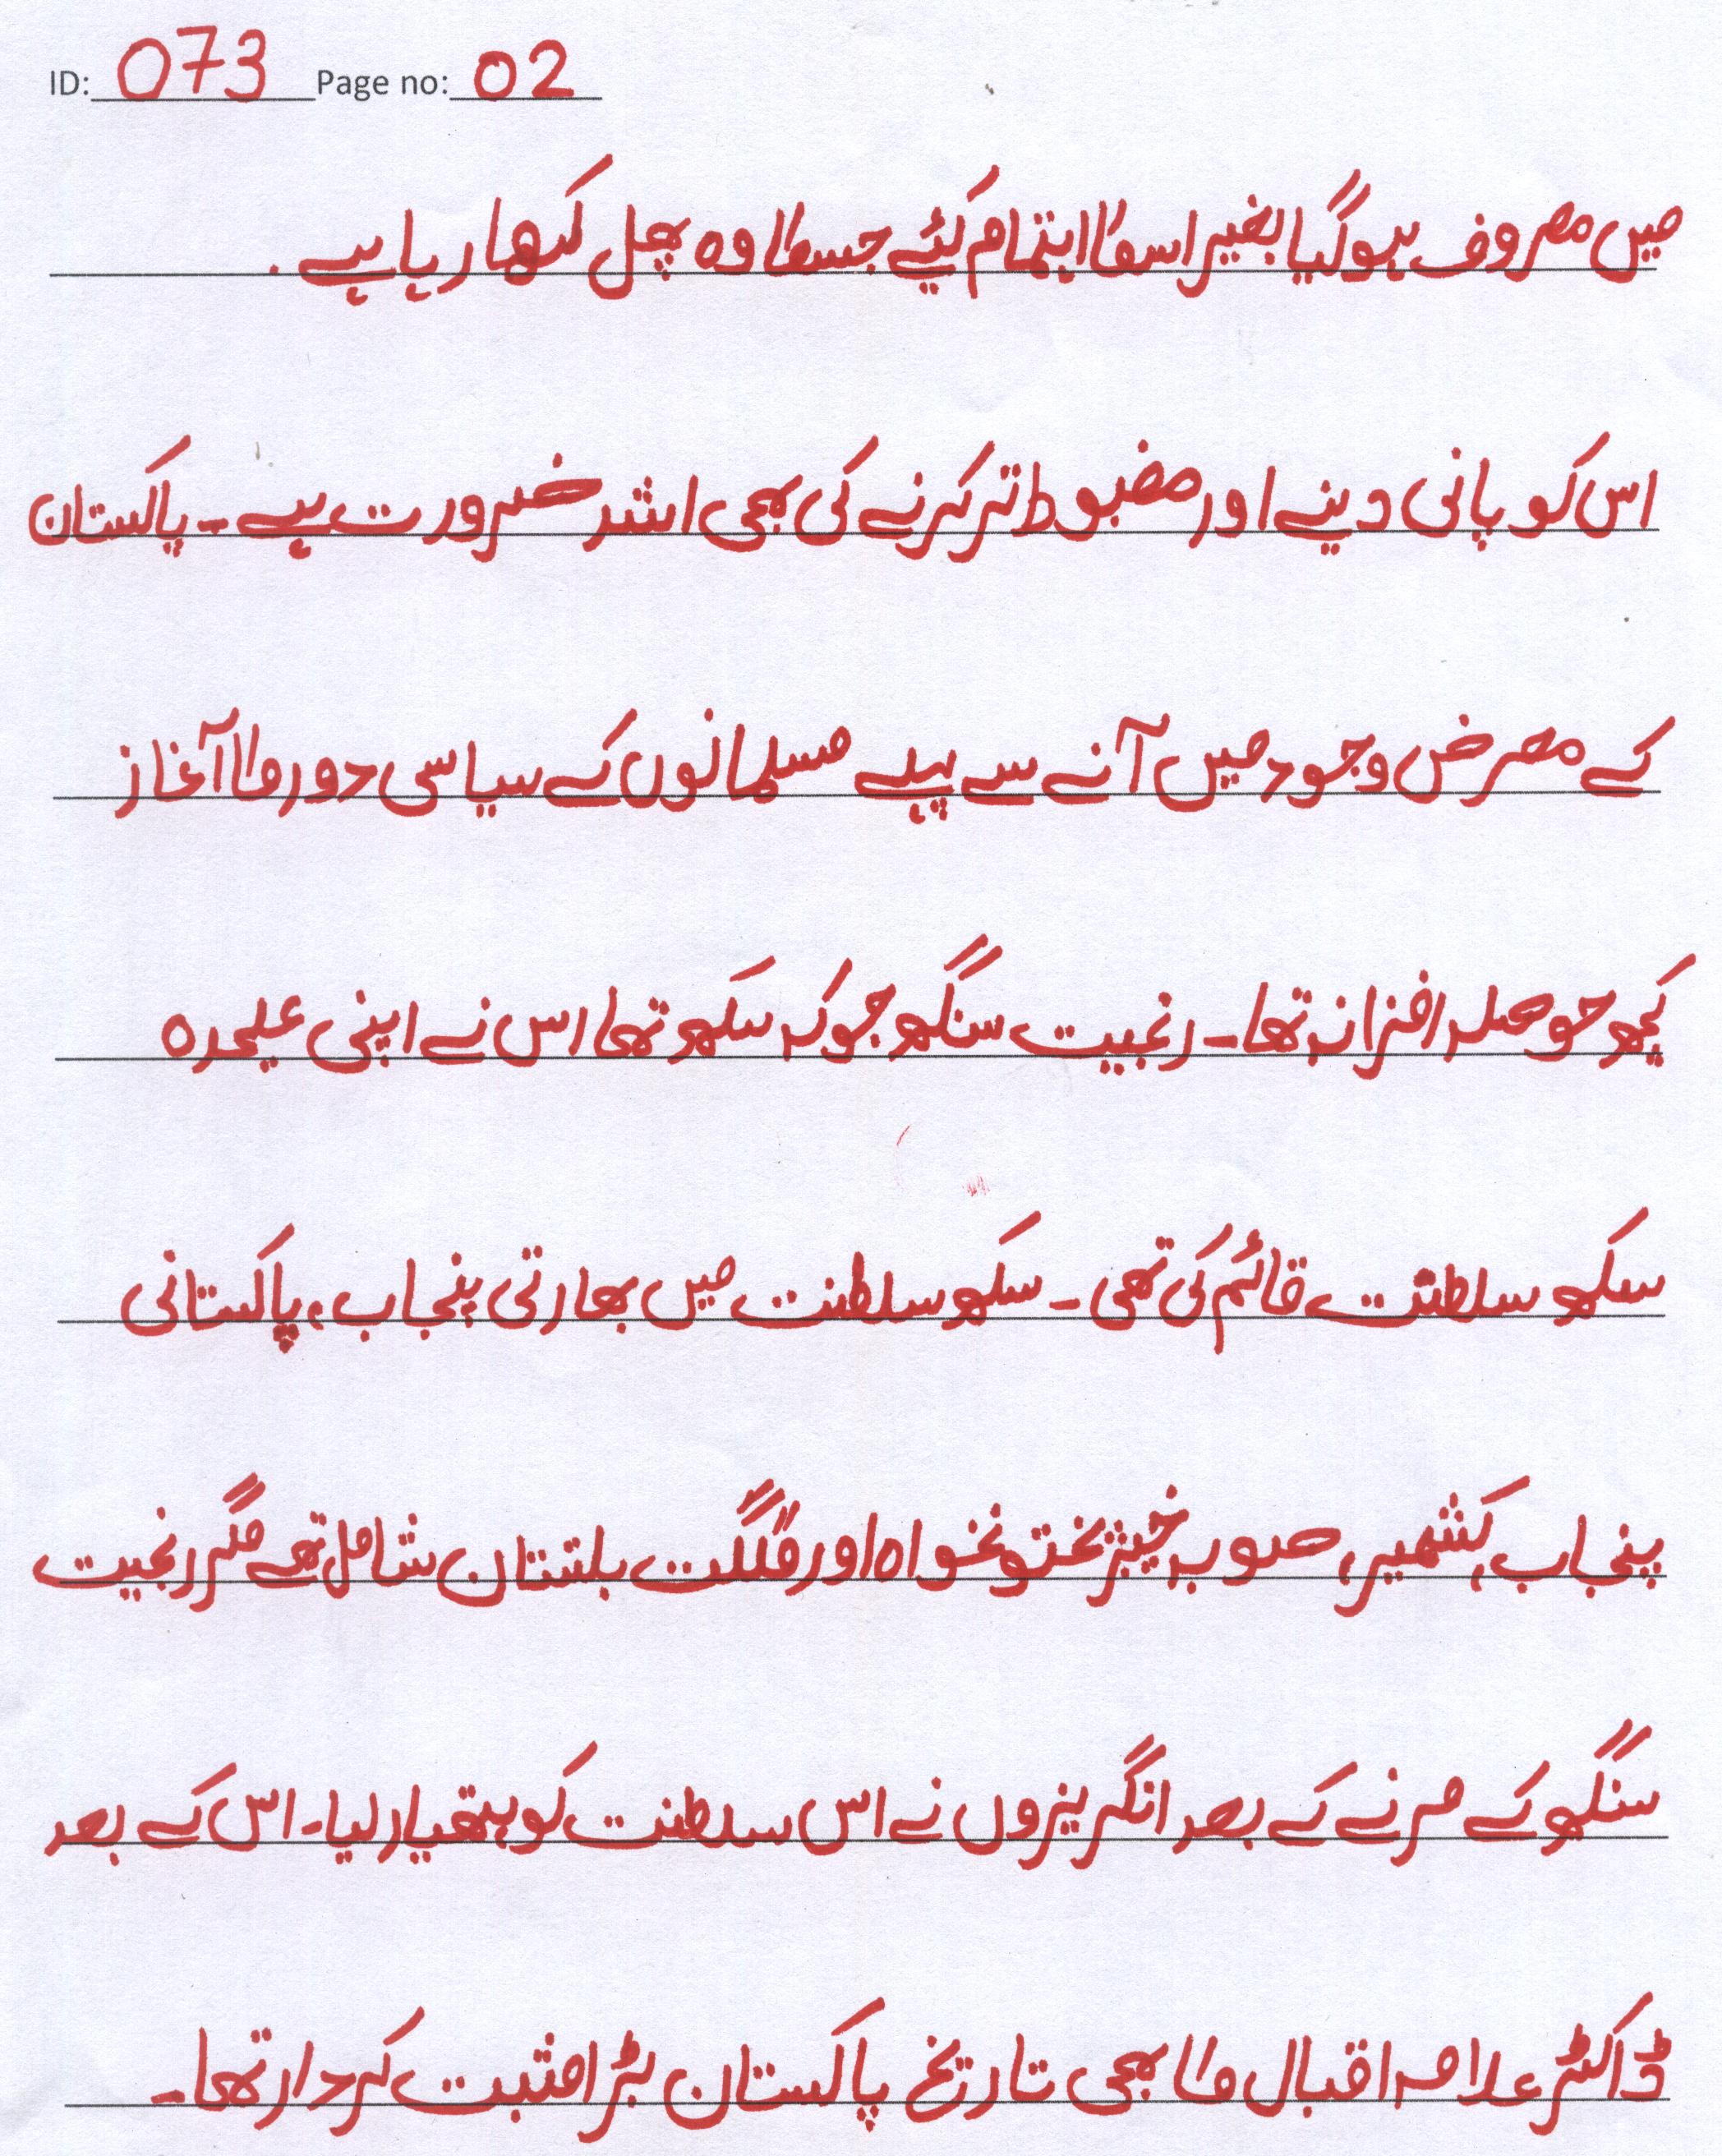 ID: 073 Page no: 02
میں مصروف ہوگیا بغیر اسکا اہتمام کئے جسکا وہ پھل کھا رہا ہے۔
اس کو پانی دینے اور مضبوط تر کرنے کی بھی اشد ضرورت ہے۔ پاکستان
کے معرض وجود میں آنے سے پہلے مسلمانوں کے سیاسی دور کا آغاز
کچھ حوصلہ افزا نہ تھا۔ رنجیت سنگھ جو کہ سکھ تھا اس نے اپنی علیحدہ
سکھ سلطنت قائم کی تھی۔ سکھ سلطنت میں بھارتی پنجاب، پاکستانی
پنجاب، کشمیر، صوبہ خیبر پختونخواہ اور گلگت بلتستان شامل تھے مگر رنجیت
سنگھ کے مرنے کے بعد انگریزوں نے اس سلطنت کو ہتھیار لیا۔ اس کے بعد
ڈاکٹر علامہ اقبال کا بھی تاریخ پاکستان بڑا مثبت کردار تھا۔